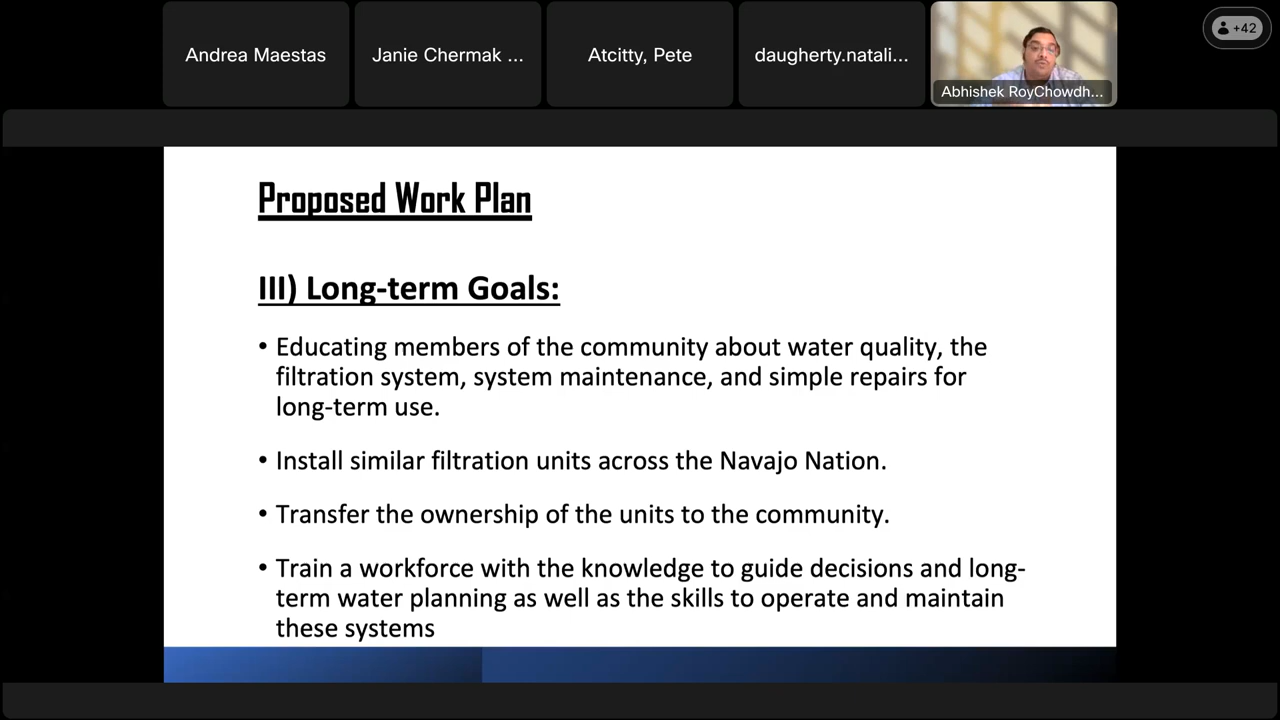 Andrea Maestas
Janie Chermak ...
Atcitty, Pete
daugherty.natali...
Abhishek RoyChowdh...
+42
Proposed Work Plan
III) Long-term Goals:
• Educating members of the community about water quality, the
filtration system, system maintenance, and simple repairs for
long-term use.
• Install similar filtration units across the Navajo Nation.
• Transfer the ownership of the units to the community.
• Train a workforce with the knowledge to guide decisions and long-
term water planning as well as the skills to operate and maintain
these systems